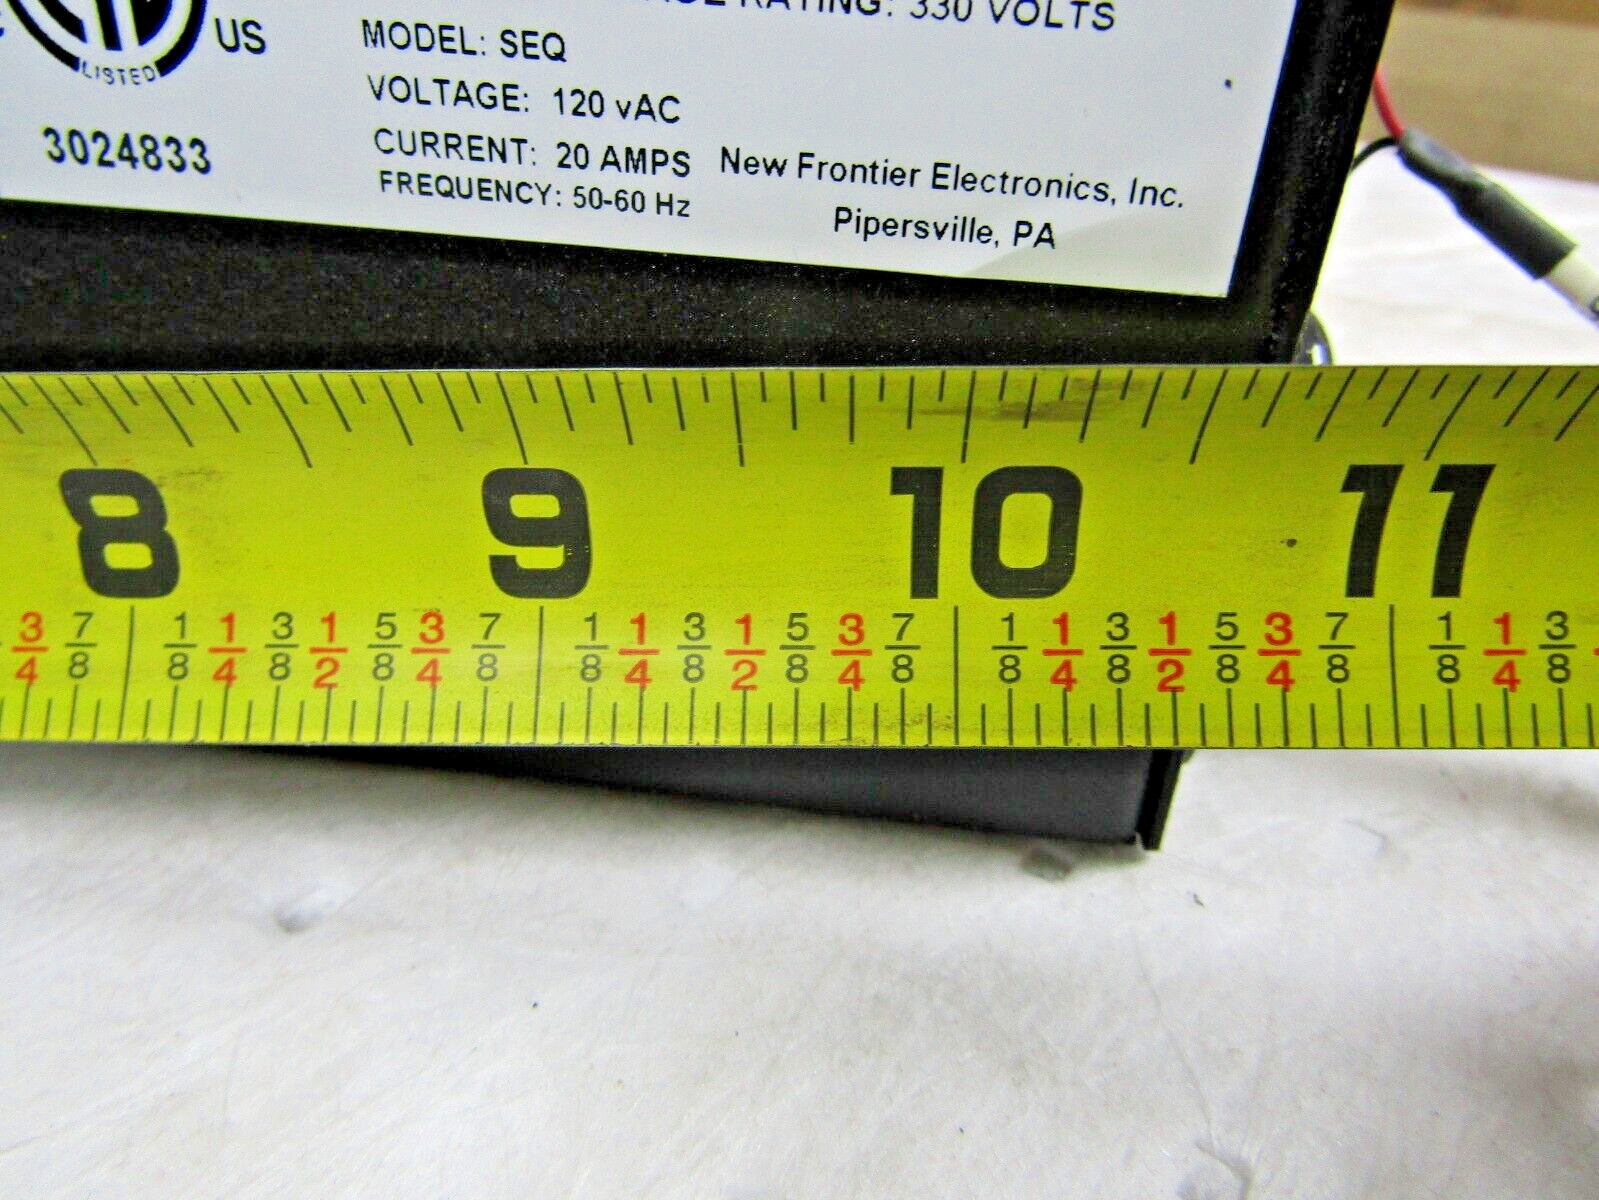 RATING: 330 VOLTS
US
LISTED
MODEL: SEQ
VOLTAGE: 120 vAC
3024833
CURRENT: 20 AMPS
New Frontier Electronics, Inc.
FREQUENCY: 50-60 Hz
Pipersville, PA
8 9 10 11
3/4 7/8 1/8 1/4 3/8 1/2 5/8 3/4 7/8 1/8 1/4 3/8 1/2 5/8 3/4 7/8 1/8 1/4 3/8 1/2 5/8 3/4 7/8 1/8 1/4 3/8